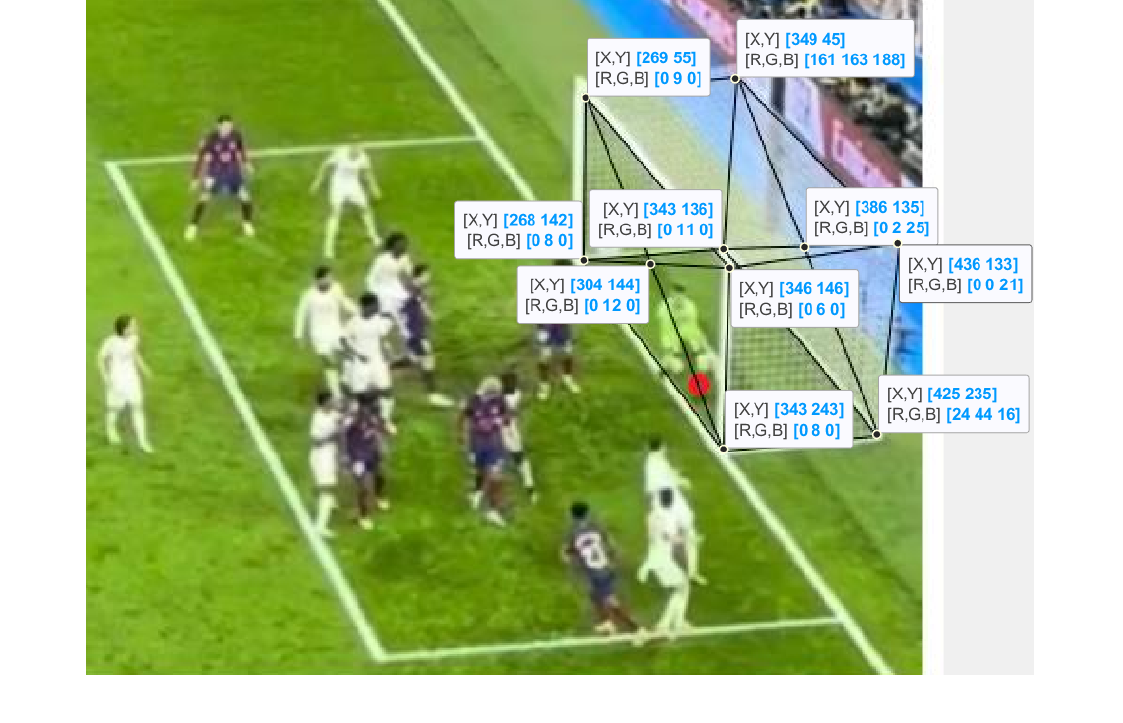 [X,Y] [349 45]
[R,G,B] [161 163 188]
[X,Y] [269 55]
[R,G,B] [0 9 0]
[X,Y] [268 142]
[R,G,B] [0 8 0]
[X,Y] [343 136]
[R,G,B] [0 11 0]
[X,Y] [386 135]
[R,G,B] [0 2 25]
[X,Y] [436 133]
[R,G,B] [0 0 21]
[X,Y] [304 144]
[R,G,B] [0 12 0]
[X,Y] [346 146]
[R,G,B] [0 6 0]
[X,Y] [343 243]
[R,G,B] [0 8 0]
[X,Y] [425 235]
[R,G,B] [24 44 16]